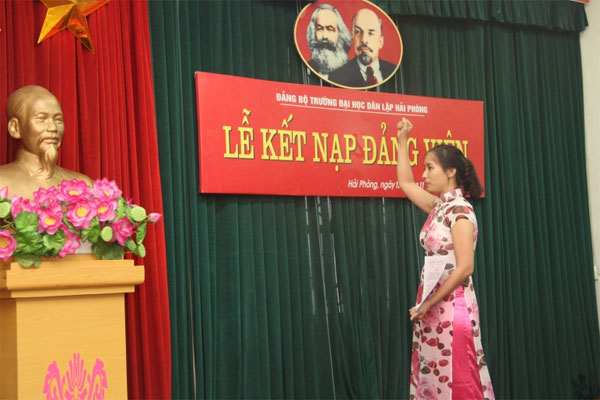 ĐẢNG BỘ TRƯỜNG ĐẠI HỌC DÂN LẬP HẢI PHÒNG
LỄ KẾT NẠP ĐẢNG VIÊN
Hải Phòng, ngày